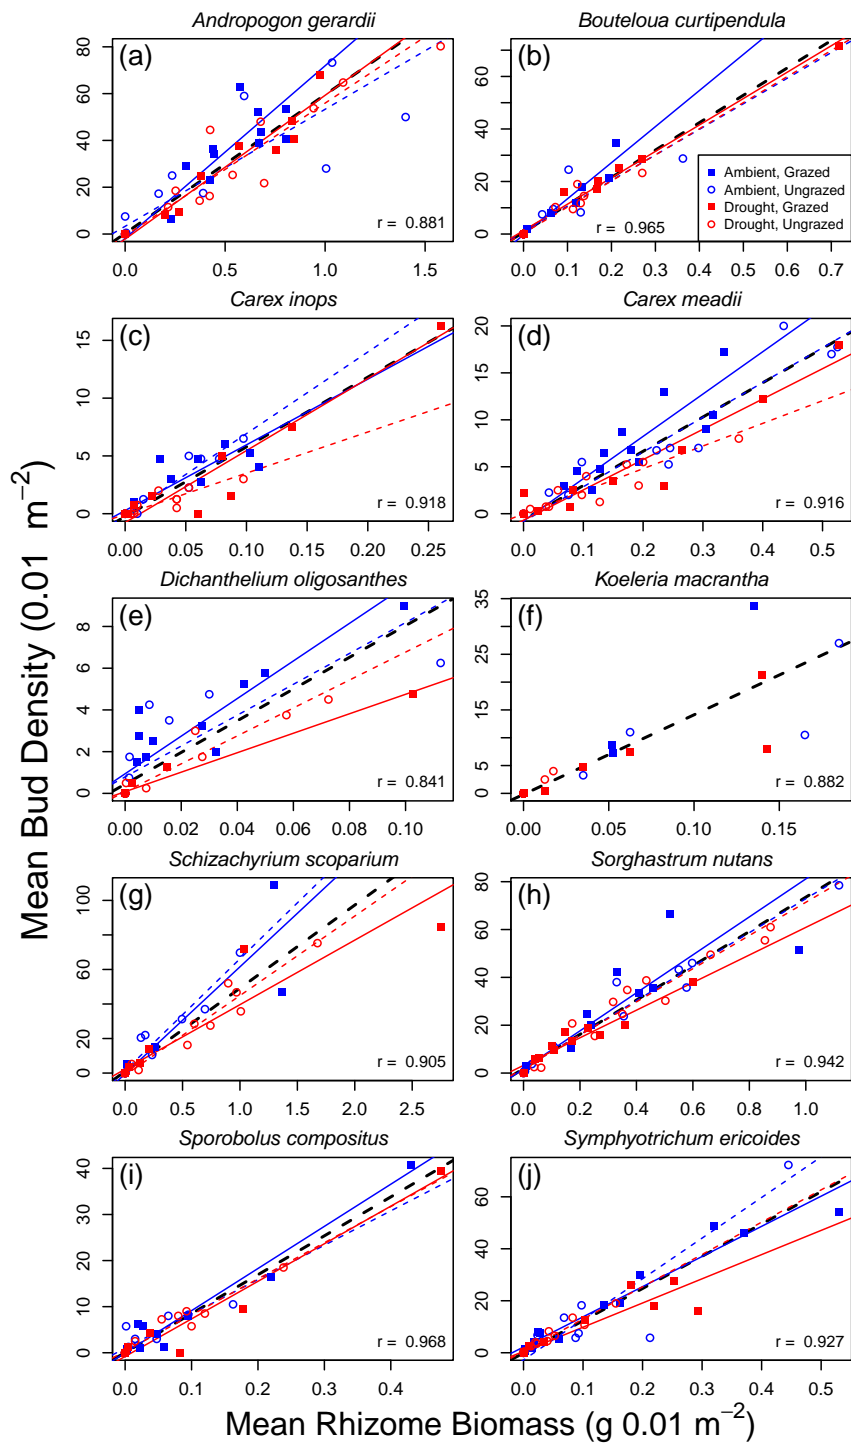 Andropogon gerardii
(a)
0 20 40 60 80
0.0 0.5 1.0 1.5
r = 0.881
Bouteloua curtipendula
(b)
0 20 40 60
0.0 0.1 0.2 0.3 0.4 0.5 0.6 0.7
r = 0.965
Ambient, Grazed
Ambient, Ungrazed
Drought, Grazed
Drought, Ungrazed
Carex inops
(c)
0 5 10 15
0.00 0.05 0.10 0.15 0.20 0.25
r = 0.918
Carex meadii
(d)
0 5 10 15 20
0.0 0.1 0.2 0.3 0.4 0.5
r = 0.916
Dichanthelium oligosanthes
(e)
0 2 4 6 8
0.00 0.02 0.04 0.06 0.08 0.10
r = 0.841
Koeleria macrantha
(f)
0 5 15 25 35
0.00 0.05 0.10 0.15
r = 0.882
Schizachyrium scoparium
(g)
0 20 60 100
0.0 0.5 1.0 1.5 2.0 2.5
r = 0.905
Sorghastrum nutans
(h)
0 20 40 60 80
0.0 0.2 0.4 0.6 0.8 1.0
r = 0.942
Sporobolus compositus
(i)
0 10 20 30 40
0.0 0.1 0.2 0.3 0.4
r = 0.968
Symphyotrichum ericoides
(j)
0 20 40 60
0.0 0.1 0.2 0.3 0.4 0.5
r = 0.927
Mean Bud Density (0.01 m⁻²)
Mean Rhizome Biomass (g 0.01 m⁻²)